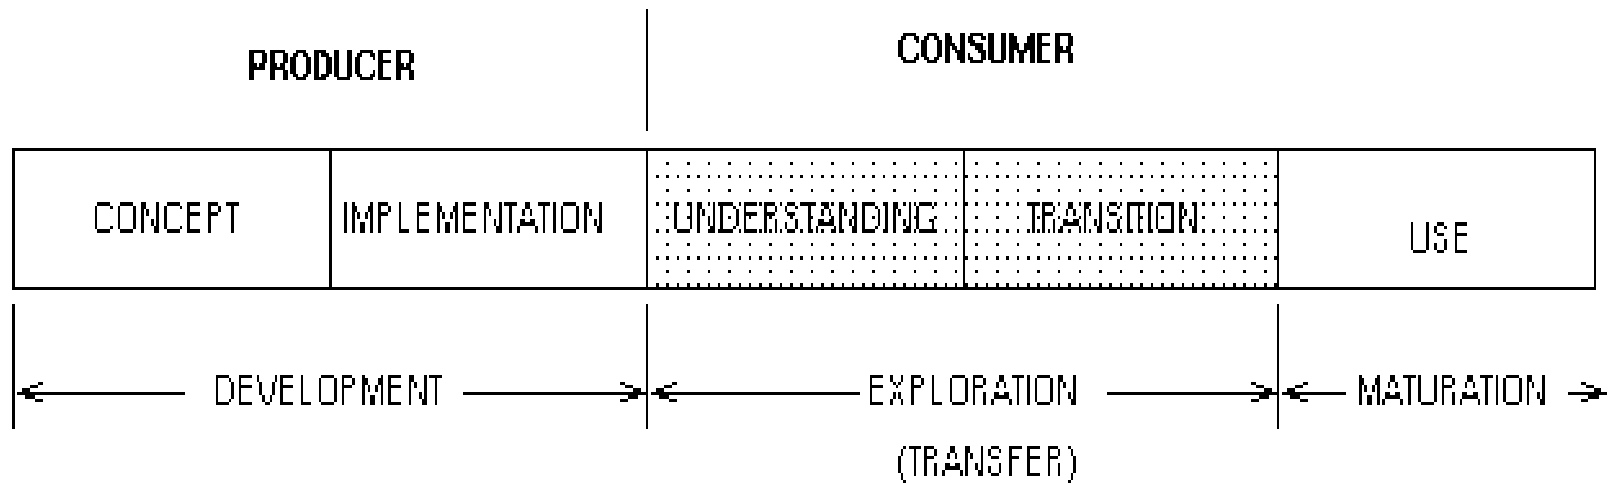 PRODUCER CONSUMER
CONCEPT IMPLEMENTATION UNDERSTANDING TRANSITION USE
DEVELOPMENT EXPLORATION MATURATION
(TRANSFER)